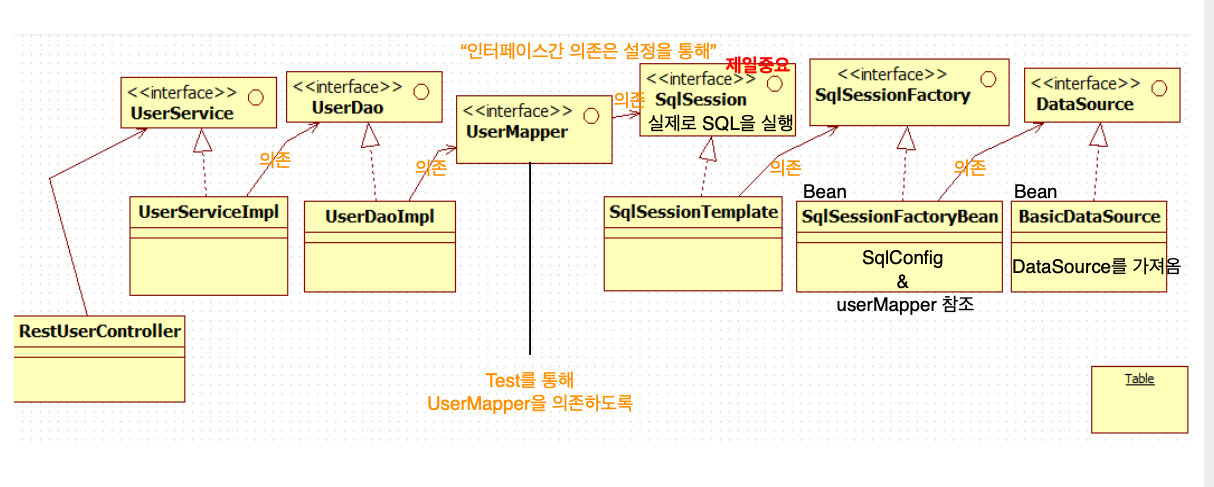 “인터페이스간 의존은 설정을 통해”
제일중요
<<interface>>
UserService
<<interface>>
UserDao
<<interface>>
UserMapper
의존
<<interface>>
SqlSession
실제로 SQL을 실행
<<interface>>
SqlSessionFactory
<<interface>>
DataSource
의존
의존
의존
의존
UserServiceImpl
UserDaoImpl
SqlSessionTemplate
Bean
SqlSessionFactoryBean
SqlConfig
&
userMapper 참조
Bean
BasicDataSource
DataSource를 가져옴
RestUserController
Test를 통해
UserMapper을 의존하도록
Table